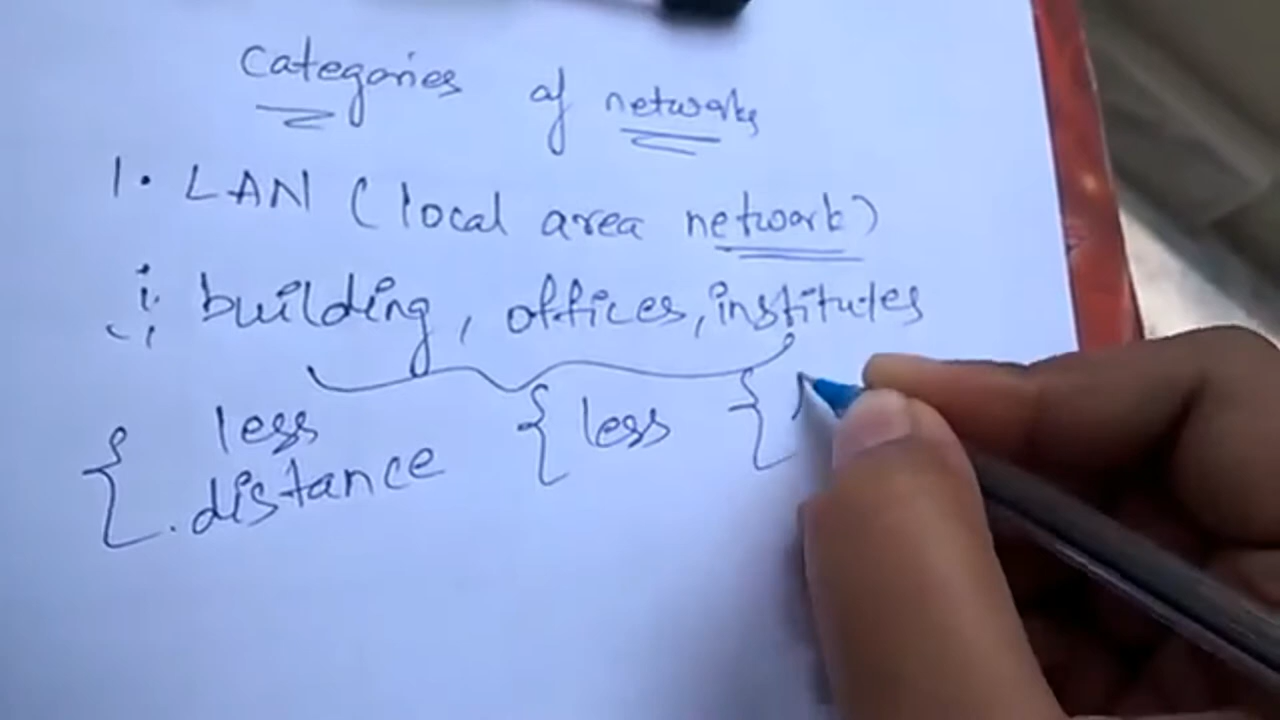 Categories of networks
1. LAN (local area network)
building, offices, institutes
{ less { less {
distance